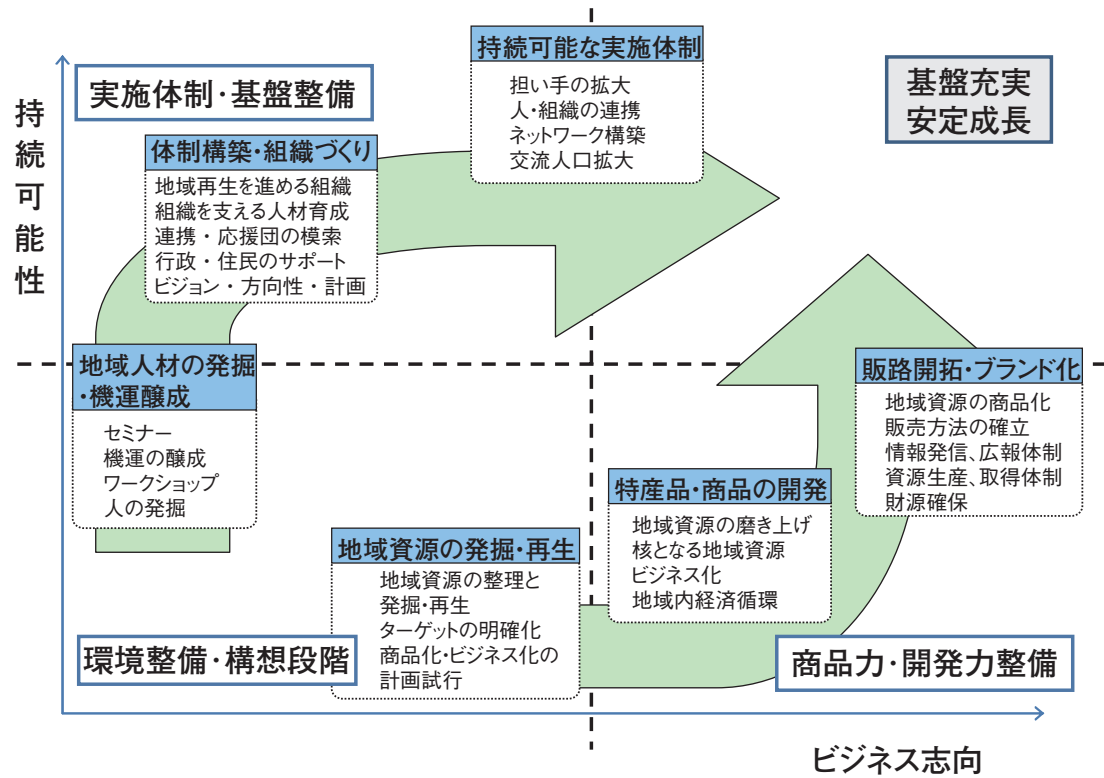 持続可能性
実施体制・基盤整備
持続可能な実施体制
担い手の拡大
人・組織の連携
ネットワーク構築
交流人口拡大
基盤充実
安定成長
体制構築・組織づくり
地域再生を進める組織
組織を支える人材育成
連携・応援団の模索
行政・住民のサポート
ビジョン・方向性・計画
地域人材の発掘
・機運醸成
セミナー
機運の醸成
ワークショップ
人の発掘
販路開拓・ブランド化
地域資源の商品化
販売方法の確立
情報発信、広報体制
資源生産、取得体制
財源確保
特産品・商品の開発
地域資源の磨き上げ
核となる地域資源
ビジネス化
地域内経済循環
地域資源の発掘・再生
地域資源の整理と
発掘・再生
ターゲットの明確化
商品化・ビジネス化の
計画試行
環境整備・構想段階
商品力・開発力整備
ビジネス志向